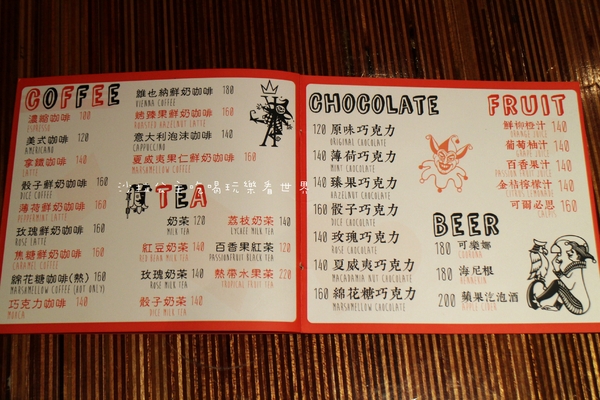 COFFEE
濃縮咖啡 100
ESPRESSO
美式咖啡 120
AMERICANO
拿鐵咖啡 140
LATTE
骰子鮮奶咖啡 160
DICE COFFEE
薄荷鮮奶咖啡 160
PEPPERMINT LATTE
玫瑰鮮奶咖啡 160
ROSE LATTE
焦糖鮮奶咖啡 160
CARAMEL COFFEE
綿花糖奶咖啡(熱) 160
MARSHMELLOW COFFEE (HOT ONLY)
巧克力咖啡 140
MOHCA
維也納鮮奶咖啡 180
VIENNA COFFEE
榛果鮮奶咖啡 160
ROASTED HAZELNUT LATTE
意大利泡沫咖啡 140
CAPPUCCINO
夏威夷果仁鮮奶咖啡 160
MARSHMELLOW
TEA
奶茶 120
MILK TEA
紅豆奶茶 140
RED BEAN MILK TEA
玫瑰奶茶 140
ROSE MILK TEA
骰子奶茶 140
DICE MILK TEA
荔枝奶茶 140
LYCHEE MILK TEA
百香果紅茶 120
PASSIONFRUIT BLACK TEA
熱帶水果茶 220
TROPICAL FRUIT TEA
CHOCOLATE
120 原味巧克力
ORIGINAL CHOCOLATE
140 薄荷巧克力
MINT CHOCOLATE
140 臻果巧克力
HAZELNUT CHOCOLATE
160 骰子巧克力
DICE CHOCOLATE
140 玫瑰巧克力
ROSE CHOCOLATE
140 夏威夷巧克力
MACADAMIA NUT CHOCOLATE
160 綿花糖巧克力
MARSHMELLOW CHOCOLATE
FRUIT
鮮柳橙汁 140
ORANGE JUICE
葡萄柚汁 140
GRAPEFRUIT JUICE
百香果汁 140
PASSION FRUIT JUICE
金桔檸檬汁 140
CITRUS LEMONADE
可爾必思 160
CALPIS
BEER
180 可樂娜
CORRONA
180 海尼根
HENNEKIN
200 蘋果汽泡酒
APPLE CIDER